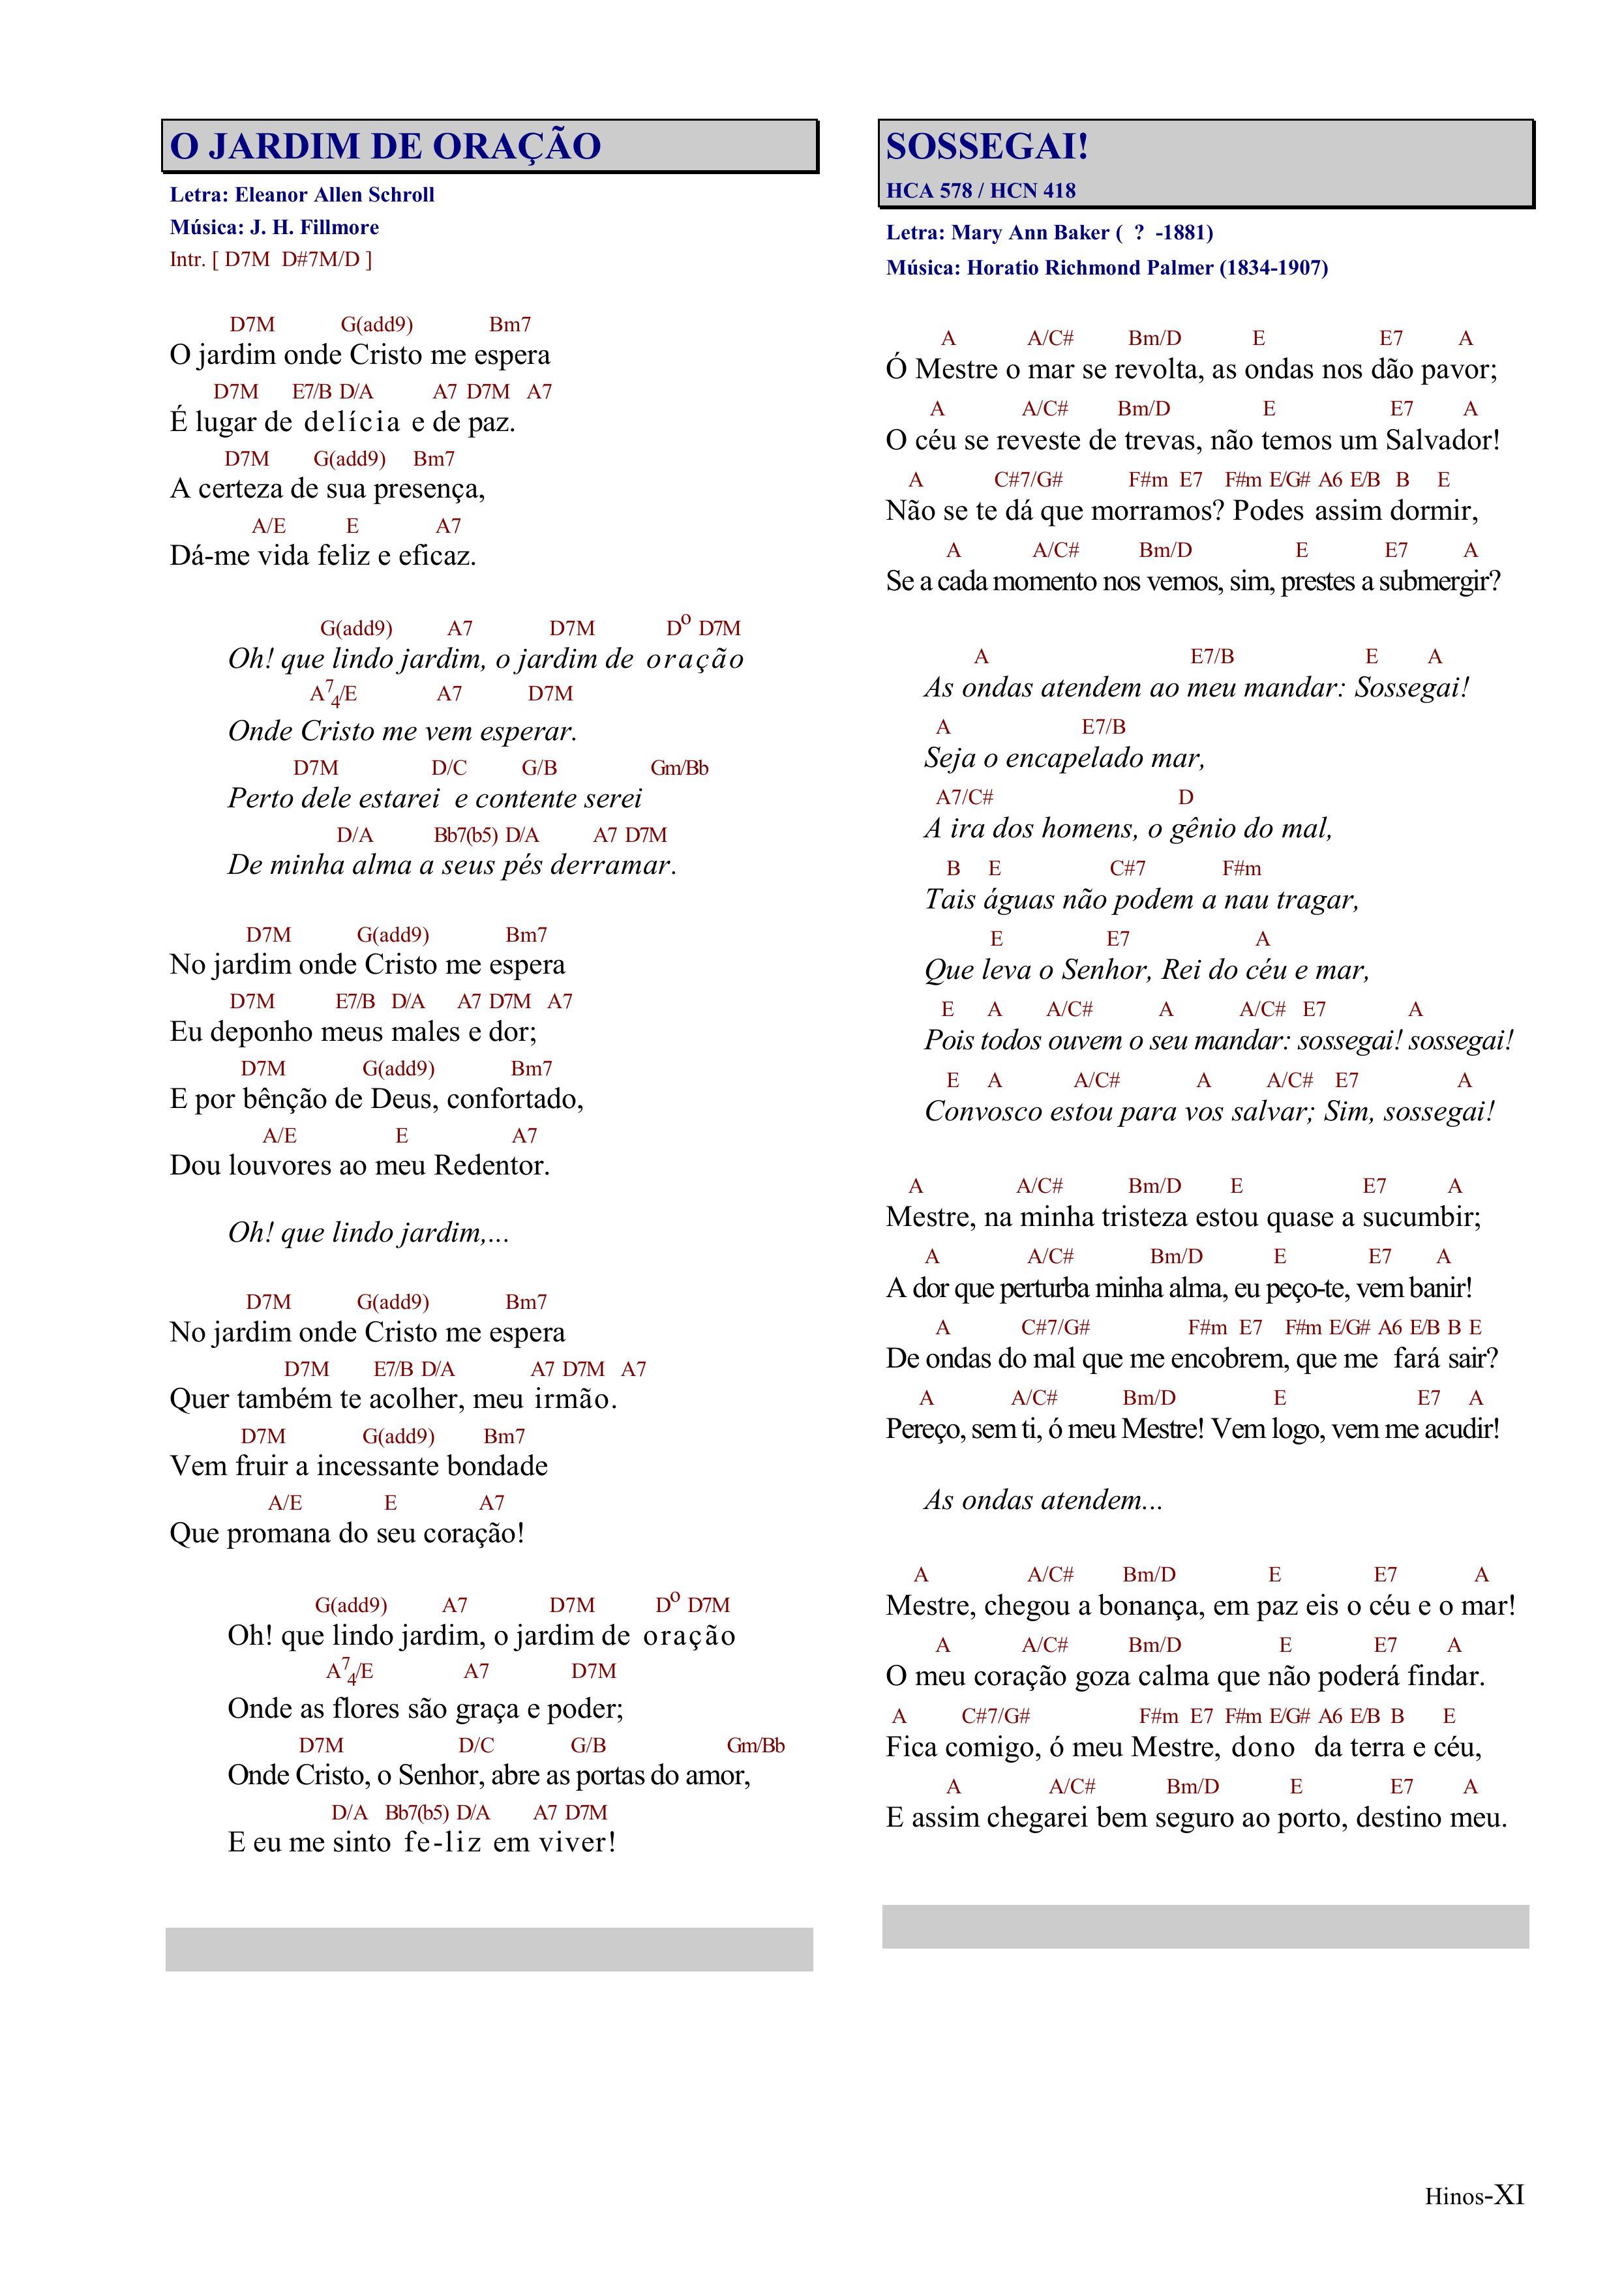 O JARDIM DE ORAÇÃO
Letra: Eleanor Allen Schroll
Música: J. H. Fillmore
Intr. [ D7M D#7M/D ]
D7M G(add9) Bm7
O jardim onde Cristo me espera
D7M E7/B D/A A7 D7M A7
É lugar de delícia e de paz.
D7M G(add9) Bm7
A certeza de sua presença,
A/E E A7
Dá-me vida feliz e eficaz.
G(add9) A7 D7M Dº D7M
Oh! que lindo jardim, o jardim de oração
A7 4/E A7 D7M
Onde Cristo me vem esperar.
D7M D/C G/B Gm/Bb
Perto dele estarei e contente serei
D/A Bb7(b5) D/A A7 D7M
De minha alma a seus pés derramar.
D7M G(add9) Bm7
No jardim onde Cristo me espera
D7M E7/B D/A A7 D7M A7
Eu deponho meus males e dor;
D7M G(add9) Bm7
E por bênção de Deus, confortado,
A/E E A7
Dou louvores ao meu Redentor.
Oh! que lindo jardim,...
D7M G(add9) Bm7
No jardim onde Cristo me espera
D7M E7/B D/A A7 D7M A7
Quer também te acolher, meu irmão.
D7M G(add9) Bm7
Vem fruir a incessante bondade
A/E E A7
Que promana do seu coração!
G(add9) A7 D7M Dº D7M
Oh! que lindo jardim, o jardim de oração
A7 4/E A7 D7M
Onde as flores são graça e poder;
D7M D/C G/B Gm/Bb
Onde Cristo, o Senhor, abre as portas do amor,
D/A Bb7(b5) D/A A7 D7M
E eu me sinto fe-liz em viver!
SOSSEGAI!
HCA 578 / HCN 418
Letra: Mary Ann Baker ( ? -1881)
Música: Horatio Richmond Palmer (1834-1907)
A A/C# Bm/D E E7 A
Ó Mestre o mar se revolta, as ondas nos dão pavor;
A A/C# Bm/D E E7 A
O céu se reveste de trevas, não temos um Salvador!
A C#7/G# F#m E7 F#m E/G# A6 E/B B E
Não se te dá que morramos? Podes assim dormir,
A A/C# Bm/D E E7 A
Se a cada momento nos vemos, sim, prestes a submergir?
A E7/B E A
As ondas atendem ao meu mandar: Sossegai!
A E7/B
Seja o encapelado mar,
A7/C# D
A ira dos homens, o gênio do mal,
B E C#7 F#m
Tais águas não podem a nau tragar,
E E7 A
Que leva o Senhor, Rei do céu e mar,
E A A/C# A A/C# E7 A
Pois todos ouvem o seu mandar: sossegai! sossegai!
E A A/C# A A/C# E7 A
Convosco estou para vos salvar; Sim, sossegai!
A A/C# Bm/D E E7 A
Mestre, na minha tristeza estou quase a sucumbir;
A A/C# Bm/D E E7 A
A dor que perturba minha alma, eu peço-te, vem banir!
A C#7/G# F#m E7 F#m E/G# A6 E/B B E
De ondas do mal que me encobrem, que me fará sair?
A A/C# Bm/D E E7 A
Pereço, sem ti, ó meu Mestre! Vem logo, vem me acudir!
As ondas atendem...
A A/C# Bm/D E E7 A
Mestre, chegou a bonança, em paz eis o céu e o mar!
A A/C# Bm/D E E7 A
O meu coração goza calma que não poderá findar.
A C#7/G# F#m E7 F#m E/G# A6 E/B B E
Fica comigo, ó meu Mestre, dono da terra e céu,
A A/C# Bm/D E E7 A
E assim chegarei bem seguro ao porto, destino meu.
Hinos-XI